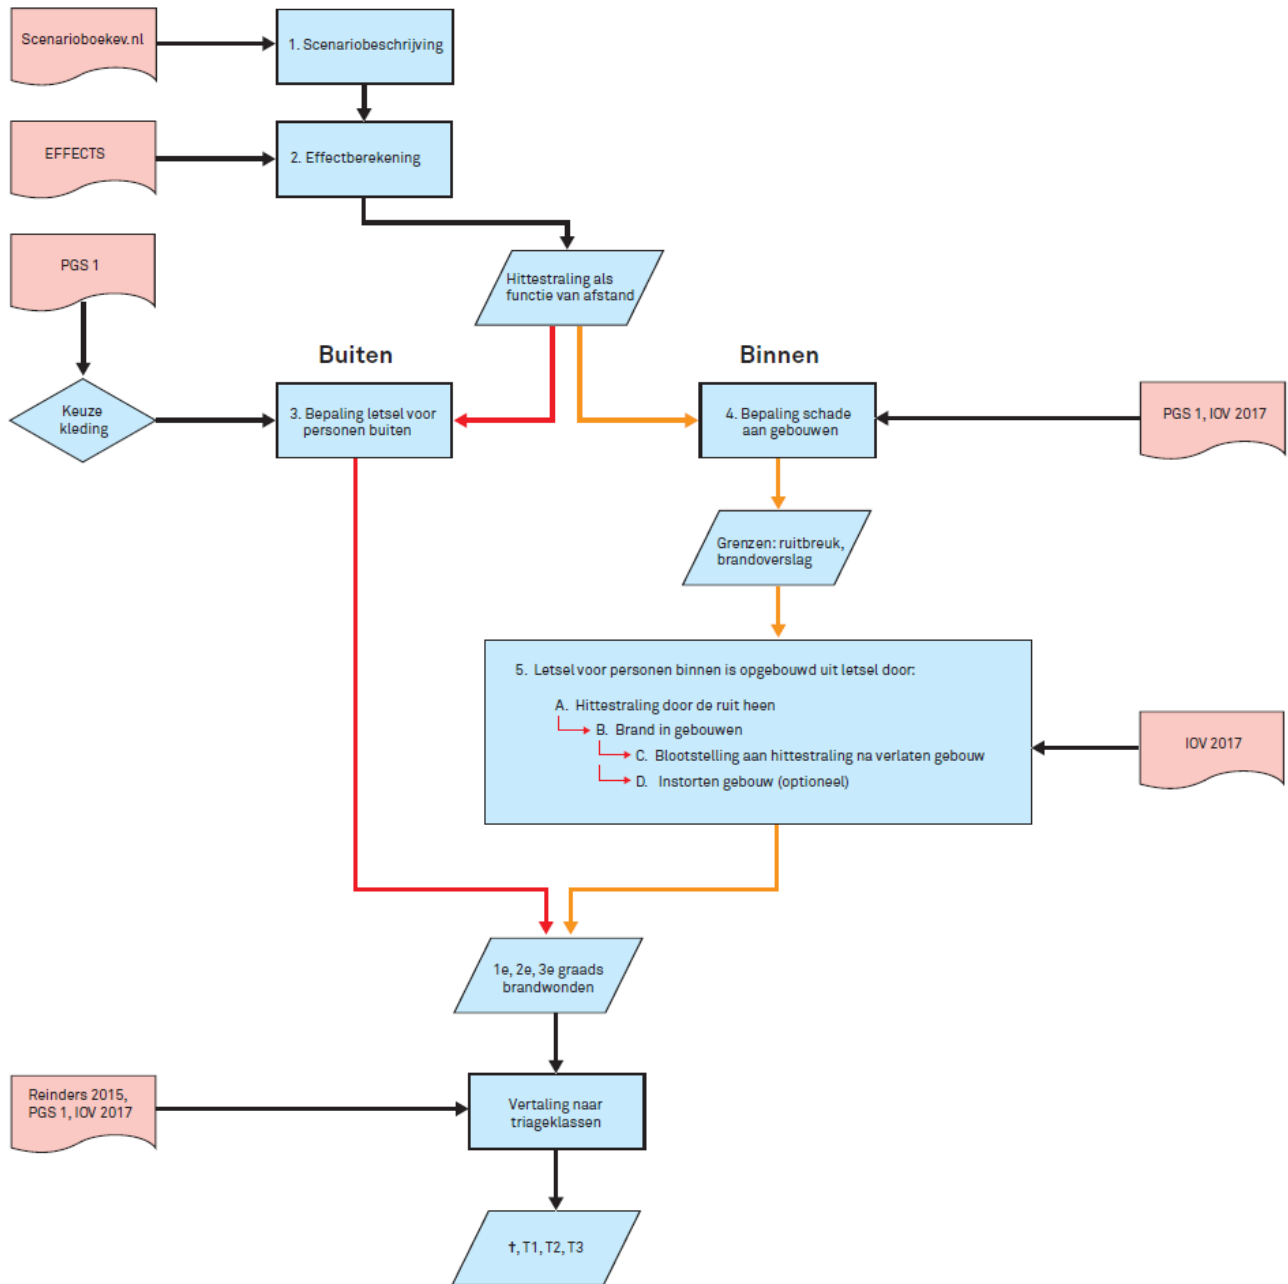 Scenarioboekev.nl
1. Scenariobeschrijving
EFFECTS
2. Effectberekening
PGS 1
Hittestraling als
functie van afstand
Buiten
Binnen
Keuze
kleding
3. Bepaling letsel voor
personen buiten
4. Bepaling schade
aan gebouwen
PGS 1, IOV 2017
Grenzen: ruitbreuk,
brandoverslag
5. Letsel voor personen binnen is opgebouwd uit letsel door:
A. Hittestraling door de ruit heen
B. Brand in gebouwen
C. Blootstelling aan hittestraling na verlaten gebouw
D. Instorten gebouw (optioneel)
IOV 2017
1e, 2e, 3e graads
brandwonden
Reinders 2015,
PGS 1, IOV 2017
Vertaling naar
triageklassen
†, T1, T2, T3